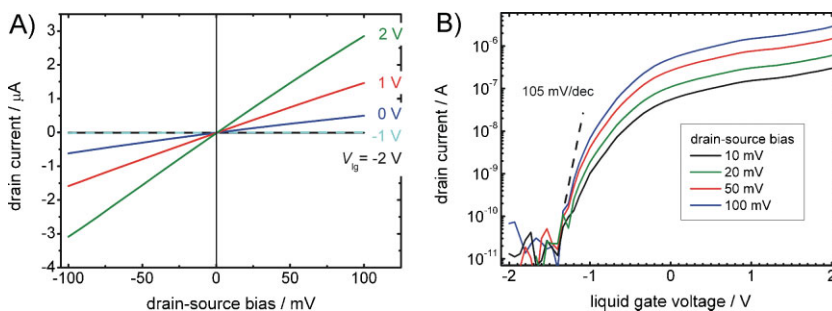 A)
drain current / μA
3
2
1
0
-1
-2
-3
-4
-100
-50
0
50
100
drain-source bias / mV
2 V
1 V
0 V
-1 V
Vlg = -2 V
B)
drain current / A
10-6
10-7
10-8
10-9
10-10
10-11
-2
-1
0
1
2
liquid gate voltage / V
105 mV/dec
drain-source bias
10 mV
20 mV
50 mV
100 mV